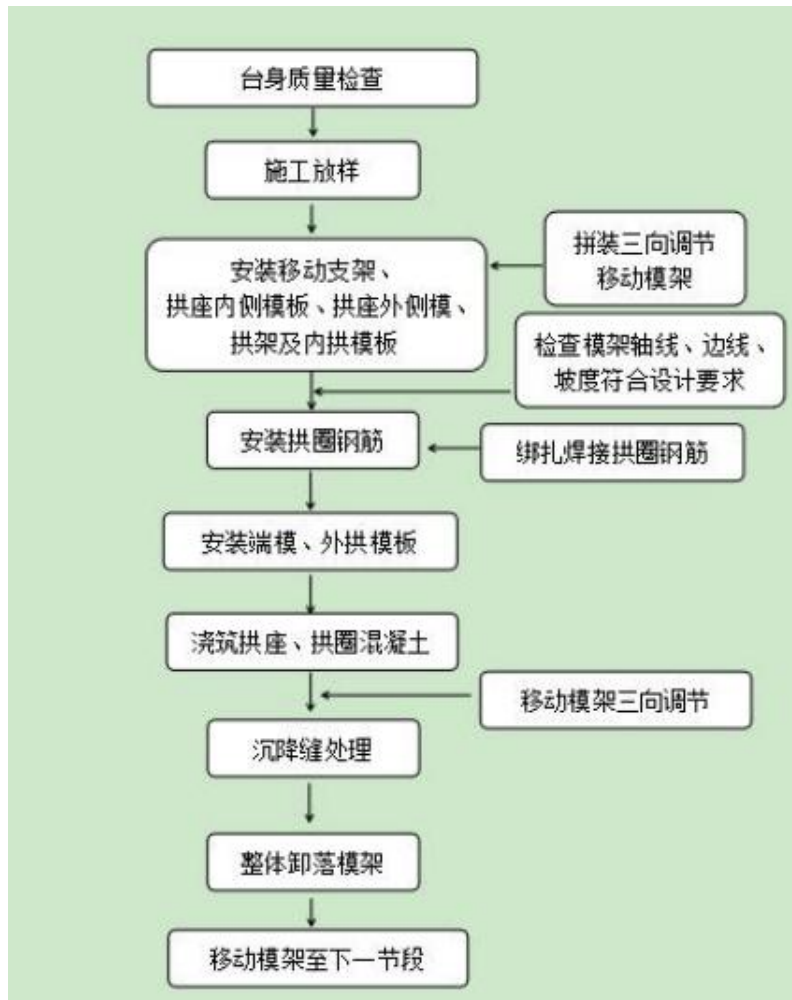 台身质量检查
施工放样
拼装三向调节
移动模架
安装移动支架、
拱座内侧模板、拱座外侧模、
拱架及内拱模板
检查模架轴线、边线、
坡度符合设计要求
安装拱圈钢筋
绑扎焊接拱圈钢筋
安装端模、外拱模板
浇筑拱座、拱圈混凝土
移动模架三向调节
沉降缝处理
整体卸落模架
移动模架至下一节段